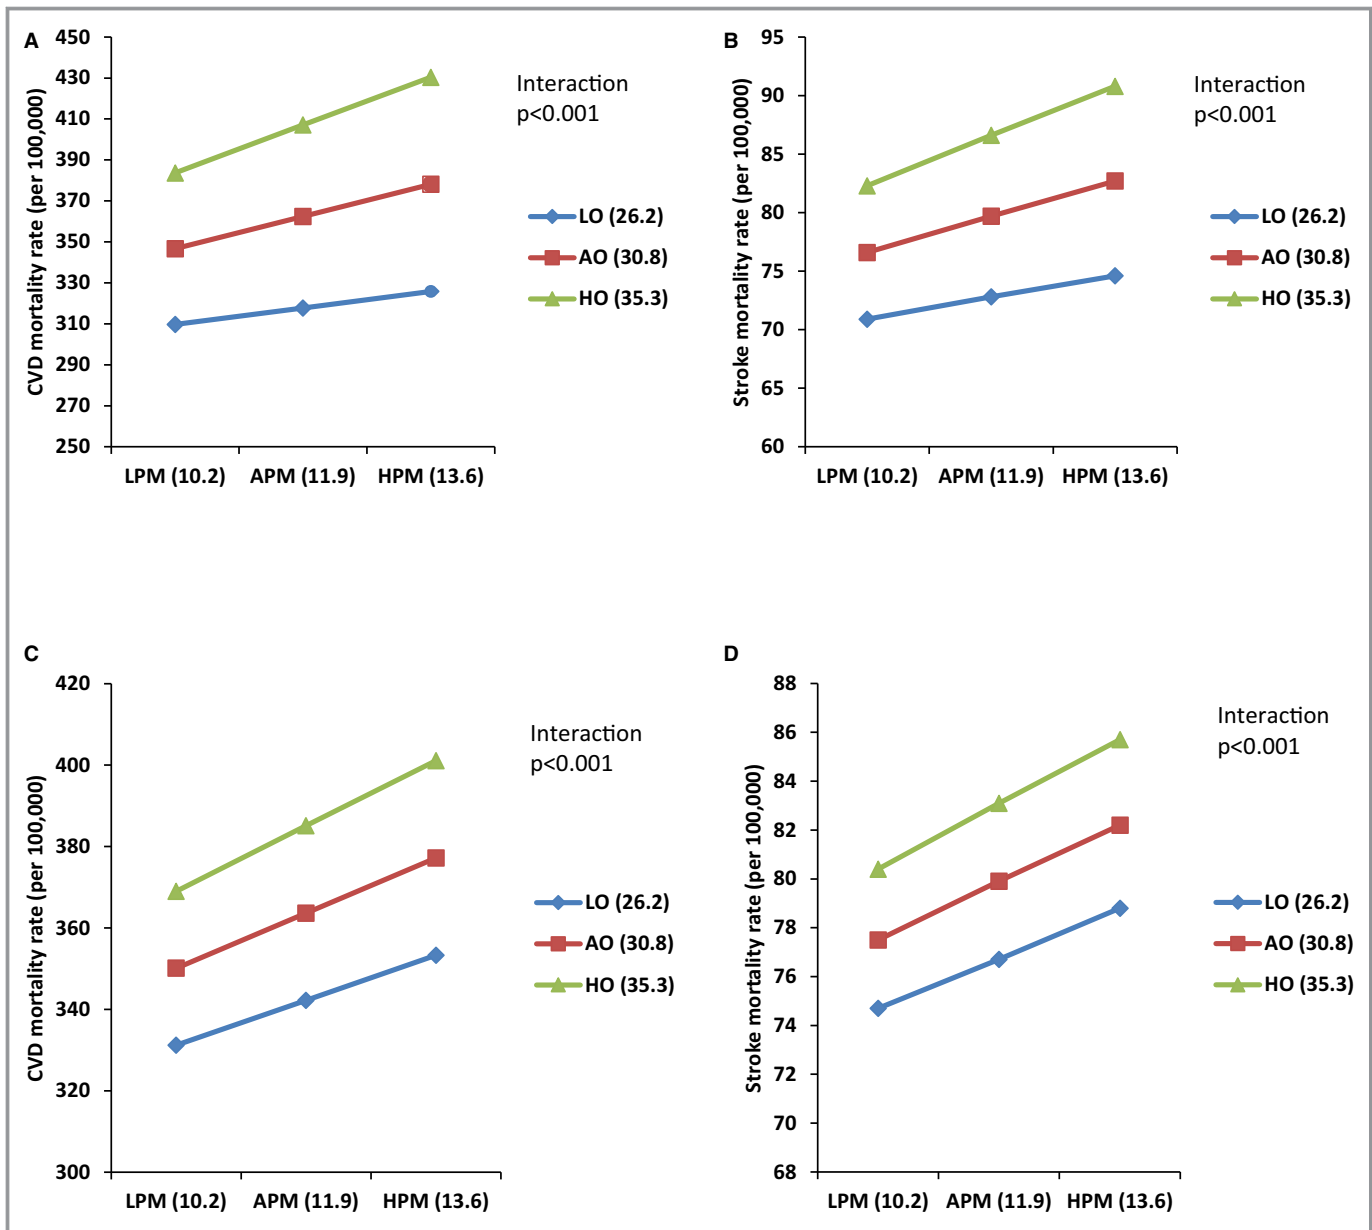 A
CVD mortality rate (per 100,000)
450
430
410
390
370
350
330
310
290
270
250
LPM (10.2) APM (11.9) HPM (13.6)
Interaction
p<0.001
LO (26.2)
AO (30.8)
HO (35.3)
B
Stroke mortality rate (per 100,000)
95
90
85
80
75
70
65
60
LPM (10.2) APM (11.9) HPM (13.6)
Interaction
p<0.001
LO (26.2)
AO (30.8)
HO (35.3)
C
CVD mortality rate (per 100,000)
420
400
380
360
340
320
300
LPM (10.2) APM (11.9) HPM (13.6)
Interaction
p<0.001
LO (26.2)
AO (30.8)
HO (35.3)
D
Stroke mortality rate (per 100,000)
88
86
84
82
80
78
76
74
72
70
68
LPM (10.2) APM (11.9) HPM (13.6)
Interaction
p<0.001
LO (26.2)
AO (30.8)
HO (35.3)